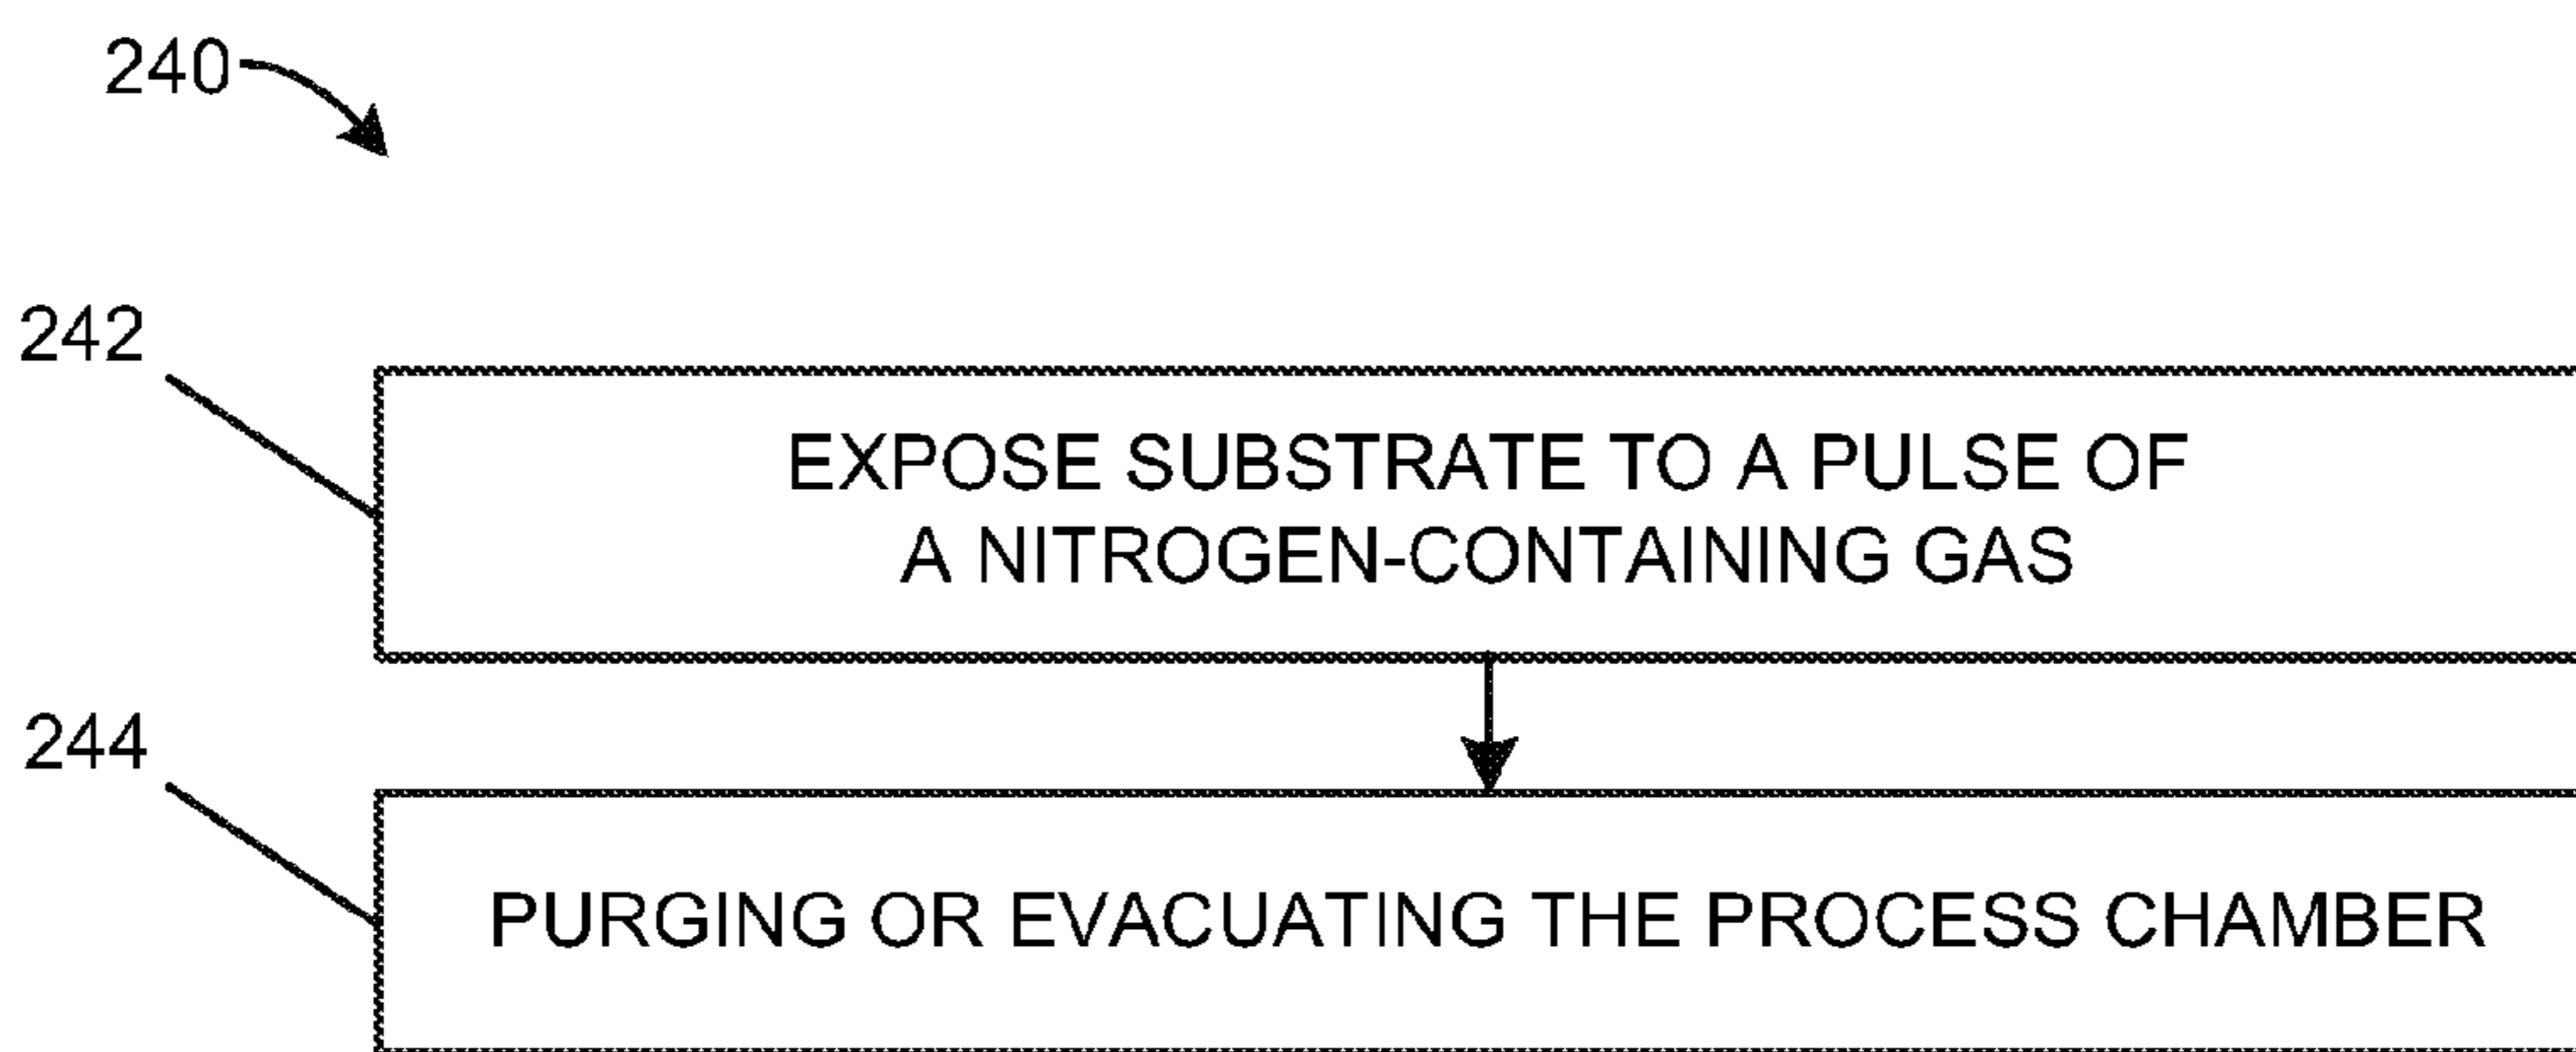 240
242
EXPOSE SUBSTRATE TO A PULSE OF
A NITROGEN-CONTAINING GAS
244
PURGING OR EVACUATING THE PROCESS CHAMBER